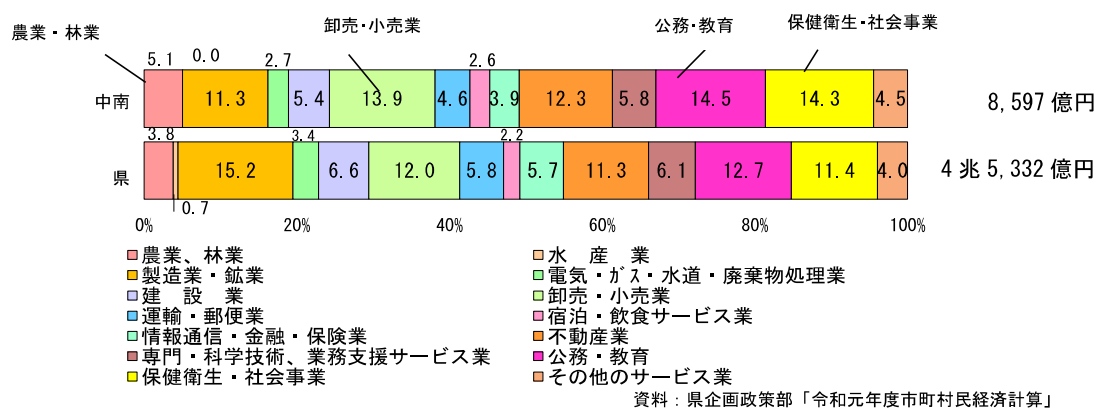 農業・林業 卸売・小売業 公務・教育 保健衛生・社会事業
5.1 0.0 2.7 2.6
中南 11.3 5.4 13.9 4.6 3.9 12.3 5.8 14.5 14.3 4.5 8,597 億円
3.8 3.4 2.2
県 15.2 6.6 12.0 5.8 5.7 11.3 6.1 12.7 11.4 4.0 4 兆 5,332 億円
0.7
0% 20% 40% 60% 80% 100%
農業、林業 水 産 業
製造業・鉱業 電気・ガス・水道・廃棄物処理業
建 設 業 卸売・小売業
運輸・郵便業 宿泊・飲食サービス業
情報通信・金融・保険業 不動産業
専門・科学技術、業務支援サービス業 公務・教育
保健衛生・社会事業 その他のサービス業
資料：県企画政策部「令和元年度市町村民経済計算」